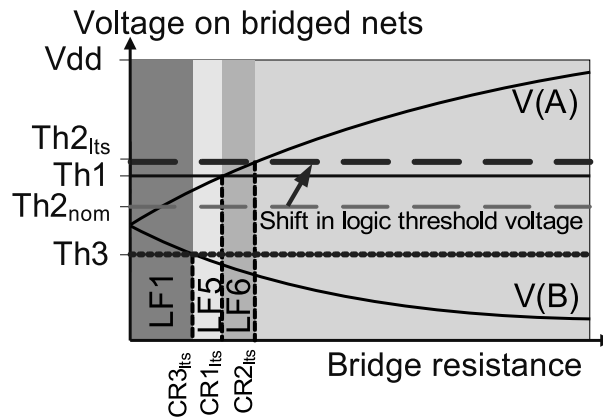 Voltage on bridged nets
Vdd
V(A)
Th2lts
Th1
Th2nom
Shift in logic threshold voltage
Th3
LF1
LF5
LF6
V(B)
CR3lts
CR1lts
CR2lts
Bridge resistance